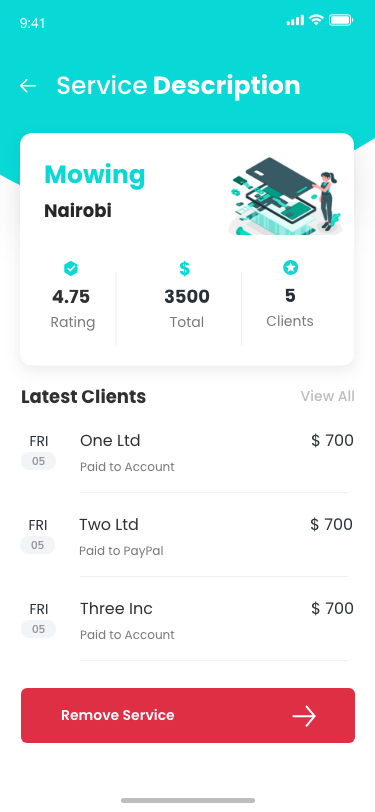 9:41
Service Description
Mowing
Nairobi
$
4.75
3500
5
Rating
Total
Clients
Latest Clients
View All
FRI
One Ltd
$ 700
05
Paid to Account
FRI
Two Ltd
$ 700
05
Paid to PayPal
FRI
Three Inc
$ 700
05
Paid to Account
Remove Service